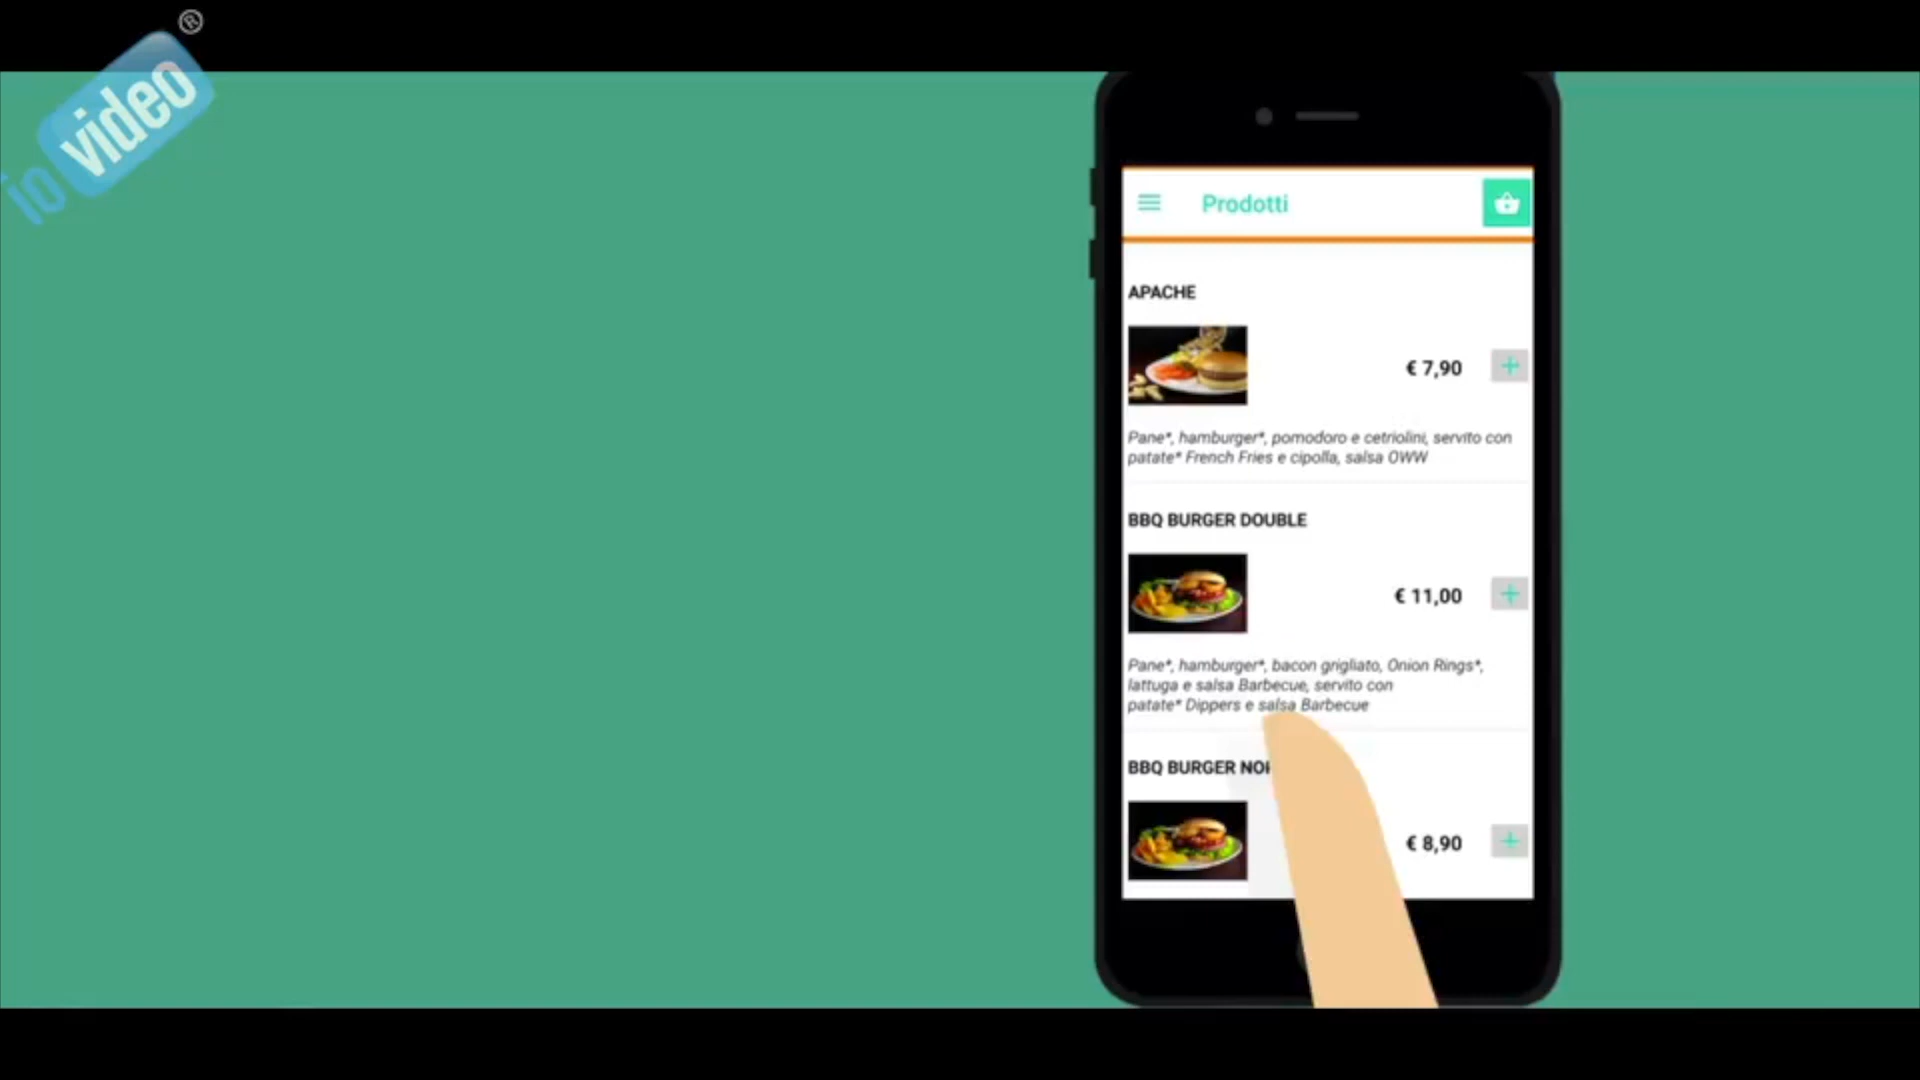 io video ®
Prodotti
APACHE
€ 7,90
Pane*, hamburger*, pomodoro e cetriolini, servito con
patate* French Fries e cipolla, salsa OWW
BBQ BURGER DOUBLE
€ 11,00
Pane*, hamburger*, bacon grigliato, Onion Rings*,
lattuga e salsa Barbecue, servito con
patate* Dippers e salsa Barbecue
BBQ BURGER
€ 8,90